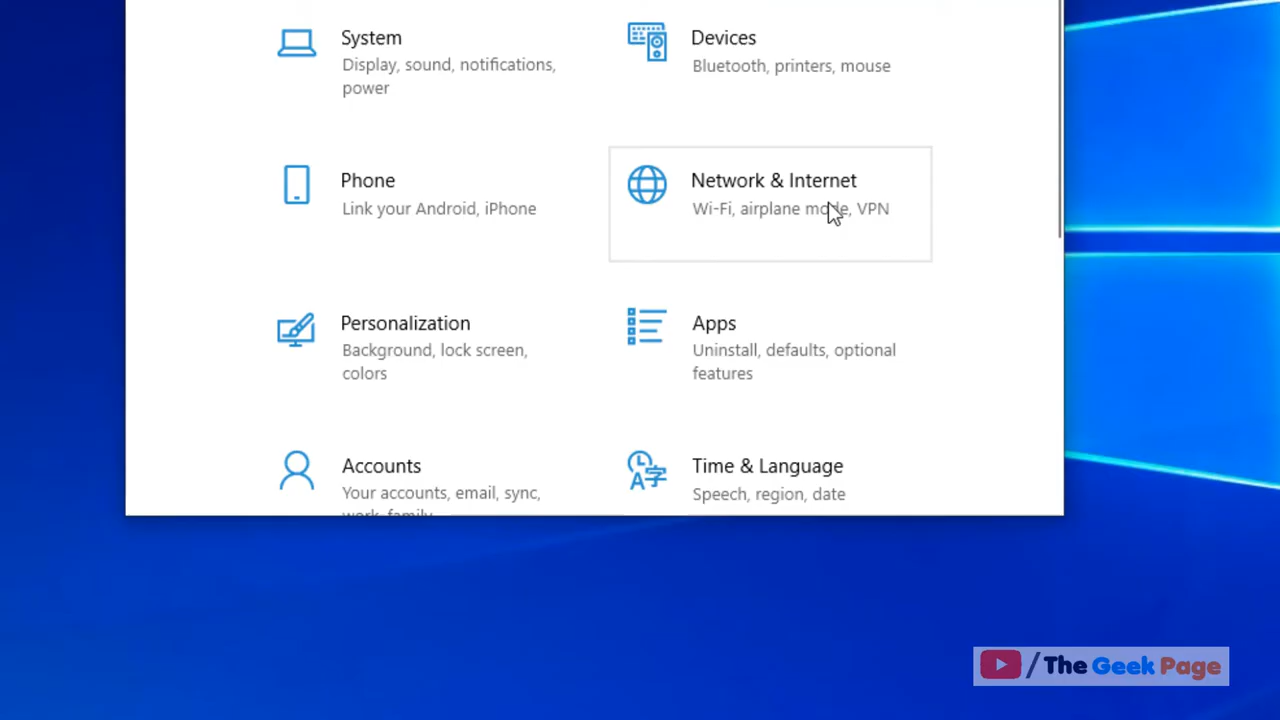 System
Display, sound, notifications,
power
Devices
Bluetooth, printers, mouse
Phone
Link your Android, iPhone
Network & Internet
Wi-Fi, airplane mode, VPN
Personalization
Background, lock screen,
colors
Apps
Uninstall, defaults, optional
features
Accounts
Your accounts, email, sync,
work, family
Time & Language
Speech, region, date
/The Geek Page